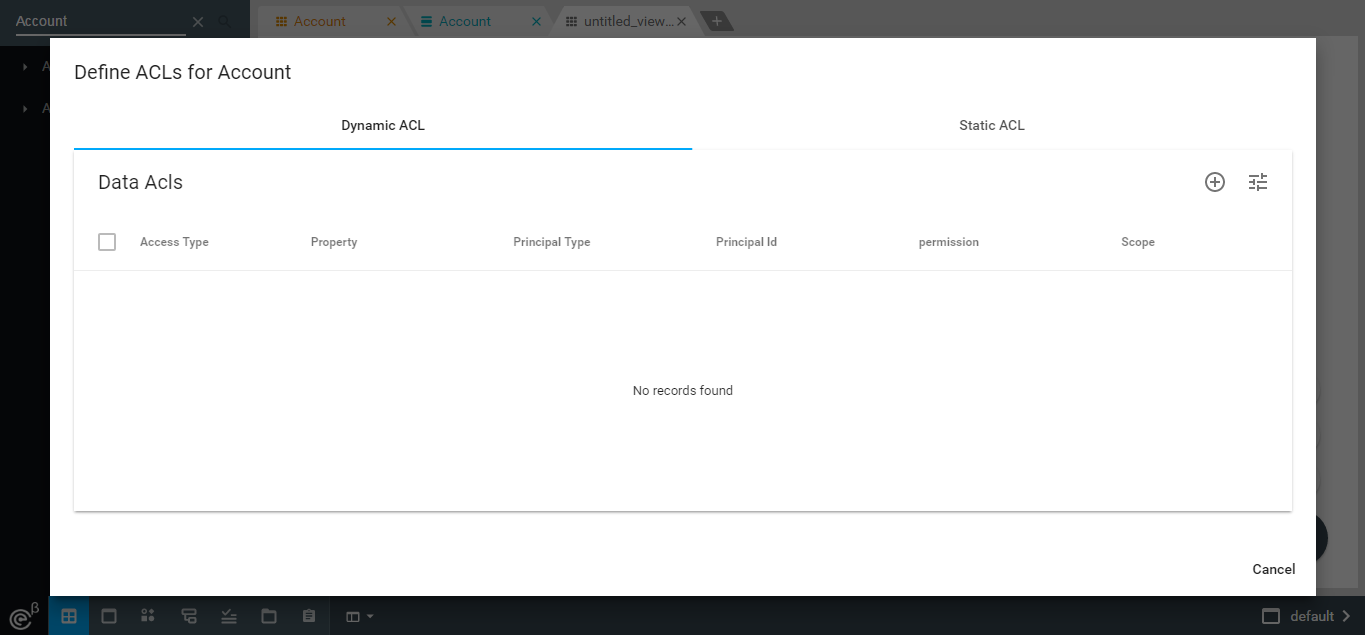 Account
Account
Account
untitled_view...
A
A
Define ACLs for Account
Dynamic ACL
Static ACL
Data Acls
Access Type
Property
Principal Type
Principal Id
permission
Scope
No records found
Cancel
β
default